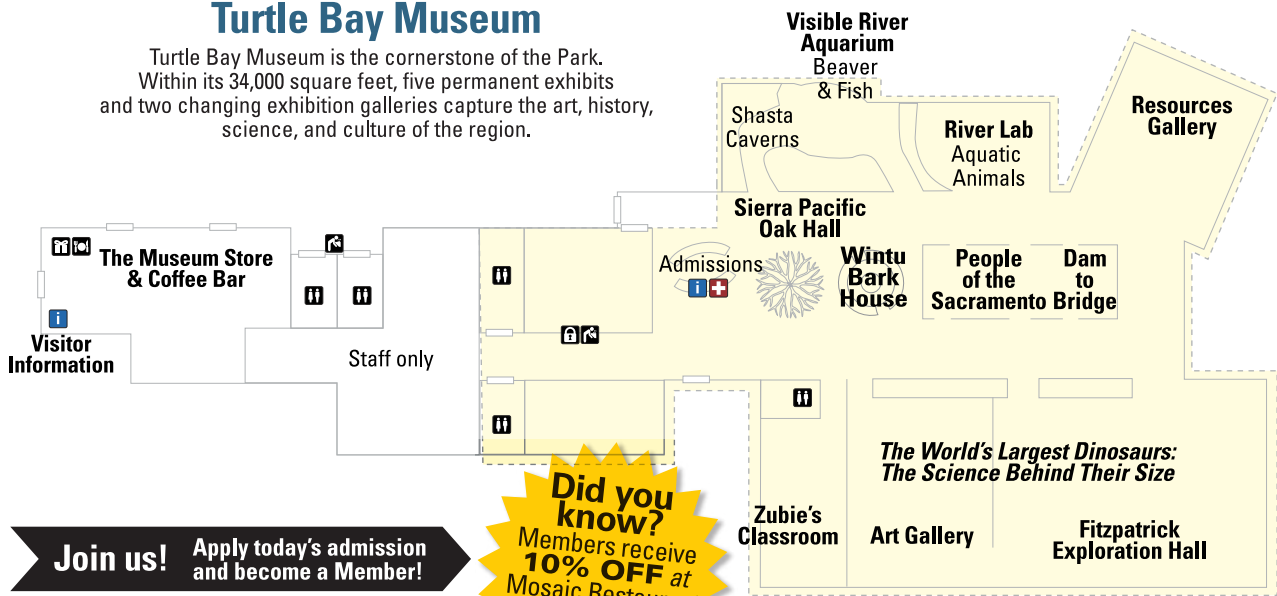 Turtle Bay Museum
Turtle Bay Museum is the cornerstone of the Park.
Within its 34,000 square feet, five permanent exhibits
and two changing exhibition galleries capture the art, history,
science, and culture of the region.
Visible River
Aquarium
Beaver
& Fish
Shasta
Caverns
River Lab
Aquatic
Animals
Resources
Gallery
Sierra Pacific
Oak Hall
The Museum Store
& Coffee Bar
Admissions
i
Wintu
Bark
House
People
of the
Sacramento
Dam
to
Bridge
i
Visitor
Information
Staff only
The World's Largest Dinosaurs:
The Science Behind Their Size
Zubie's
Classroom
Art Gallery
Fitzpatrick
Exploration Hall
Join us!
Apply today's admission
and become a Member!
Did you
know?
Members receive
10% OFF at
Mosaic